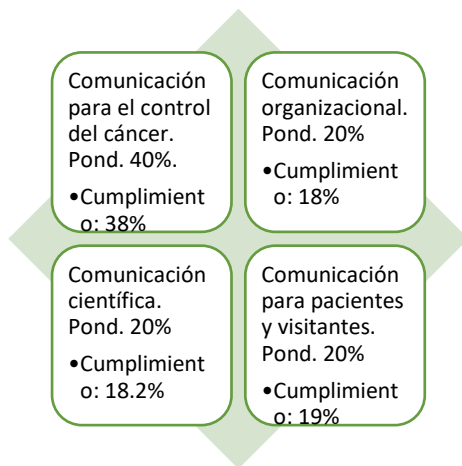 Comunicación
para el control
del cáncer.
Pond. 40%.
•Cumplimient
o: 38%
Comunicación
organizacional.
Pond. 20%
•Cumplimient
o: 18%
Comunicación
científica.
Pond. 20%
•Cumplimient
o: 18.2%
Comunicación
para pacientes
y visitantes.
Pond. 20%
•Cumplimient
o: 19%